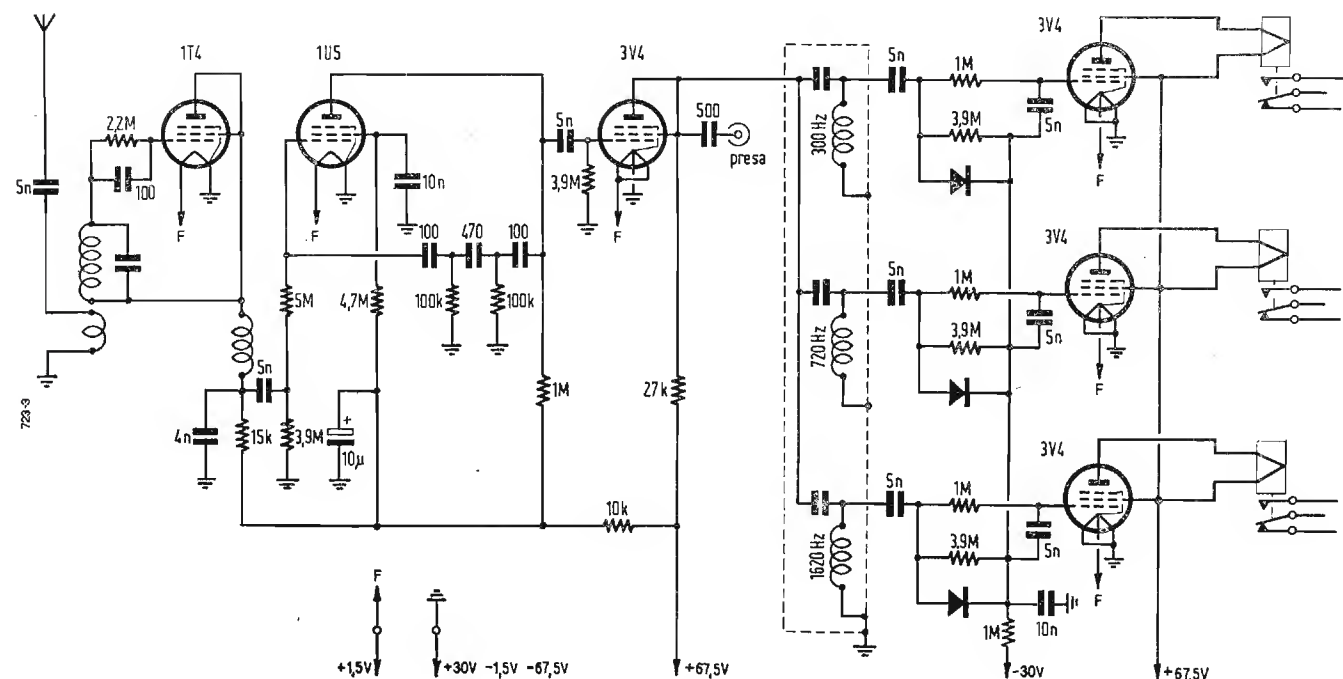 1T4
1U5
3V4
3V4
2,2M
100
5n
F
5n
10n
F
3,9M
F
500
presa
100
470
100
100k
100k
5M
4,7M
5n
4n
15k
3,9M
+
10μ
1M
27k
10k
723-3
300 Hz
5n
1M
3,9M
5n
F
3V4
720 Hz
5n
1M
3,9M
5n
F
3V4
1620 Hz
5n
1M
3,9M
5n
F
10n
1M
F
+1,5V
+30V -1,5V -67,5V
+67,5V
-30V
+67,5V